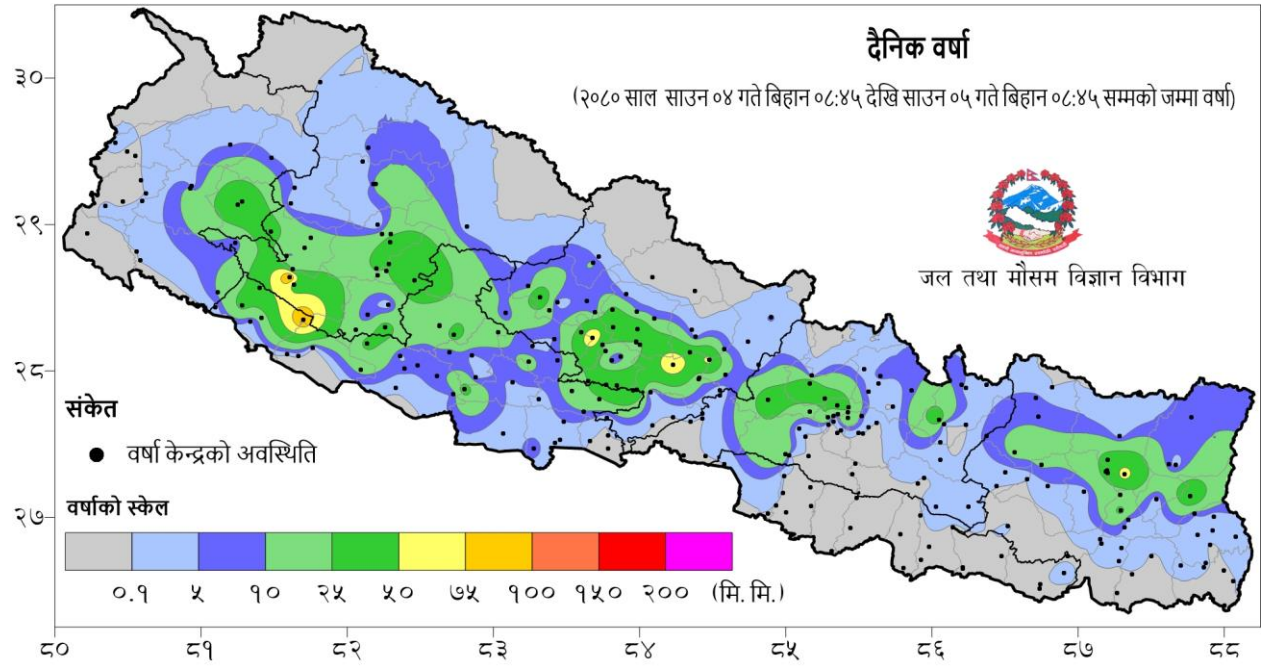 दैनिक वर्षा
(२०८० साल साउन ०४ गते बिहान ०८:४५ देखि साउन ०५ गते बिहान ०८:४५ सम्मको जम्मा वर्षा)
जल तथा मौसम विज्ञान विभाग
३०
२९
२८
२७
संकेत
वर्षा केन्द्रको अवस्थिति
वर्षाको स्केल
०.१ ५ १० २५ ५० ७५ १०० १५० २०० (मि.मि.)
८० ८१ ८२ ८३ ८४ ८५ ८६ ८७ ८८